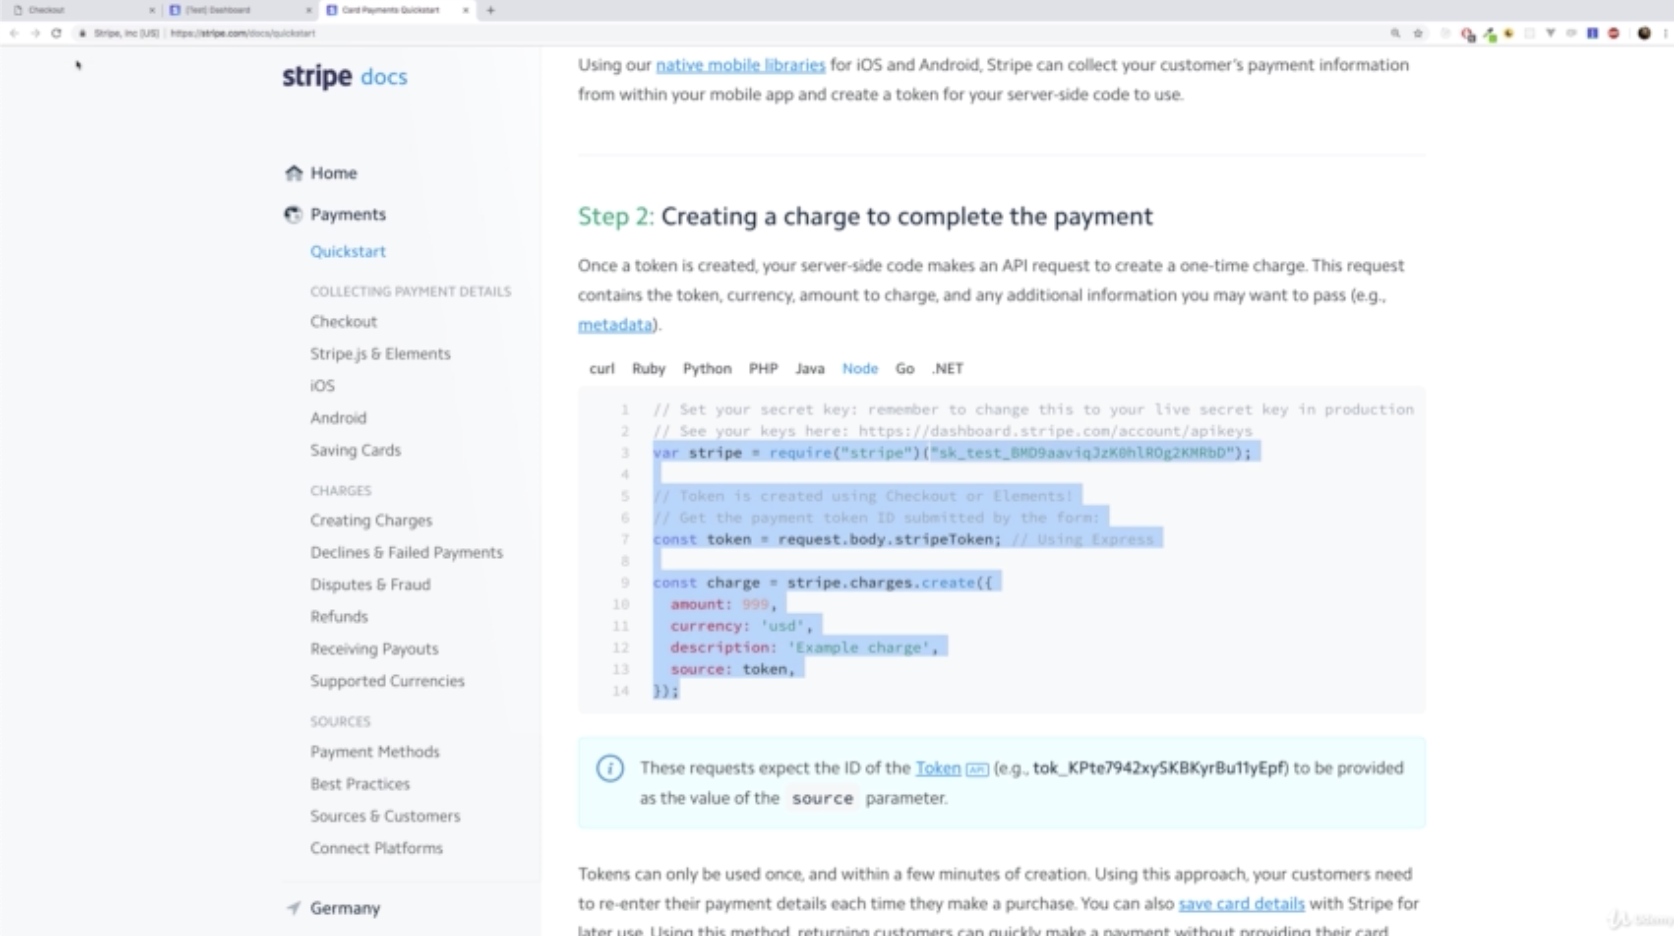 Checkout
[Test] Dashboard
Card Payments Quickstart
Stripe, Inc [US] | https://stripe.com/docs/quickstart
stripe docs
Home
Payments
Quickstart
COLLECTING PAYMENT DETAILS
Checkout
Stripe.js & Elements
iOS
Android
Saving Cards
CHARGES
Creating Charges
Declines & Failed Payments
Disputes & Fraud
Refunds
Receiving Payouts
Supported Currencies
SOURCES
Payment Methods
Best Practices
Sources & Customers
Connect Platforms
Germany
Using our native mobile libraries for iOS and Android, Stripe can collect your customer's payment information
from within your mobile app and create a token for your server-side code to use.
Step 2: Creating a charge to complete the payment
Once a token is created, your server-side code makes an API request to create a one-time charge. This request
contains the token, currency, amount to charge, and any additional information you may want to pass (e.g.,
metadata).
curl Ruby Python PHP Java Node Go .NET
1 // Set your secret key: remember to change this to your live secret key in production
2 // See your keys here: https://dashboard.stripe.com/account/apikeys
3 var stripe = require("stripe")("sk_test_BMD9aaviqJzK0hlROg2KMRbD");
4
5 // Token is created using Checkout or Elements!
6 // Get the payment token ID submitted by the form:
7 const token = request.body.stripeToken; // Using Express
8
9 const charge = stripe.charges.create({
10 amount: 999,
11 currency: 'usd',
12 description: 'Example charge',
13 source: token,
14 });
These requests expect the ID of the Token API (e.g., tok_KPte7942xySKBKyrBu11yEpf) to be provided
as the value of the source parameter.
Tokens can only be used once, and within a few minutes of creation. Using this approach, your customers need
to re-enter their payment details each time they make a purchase. You can also save card details with Stripe for
later use. Using this method, returning customers can quickly make a payment without providing their card
Udemy